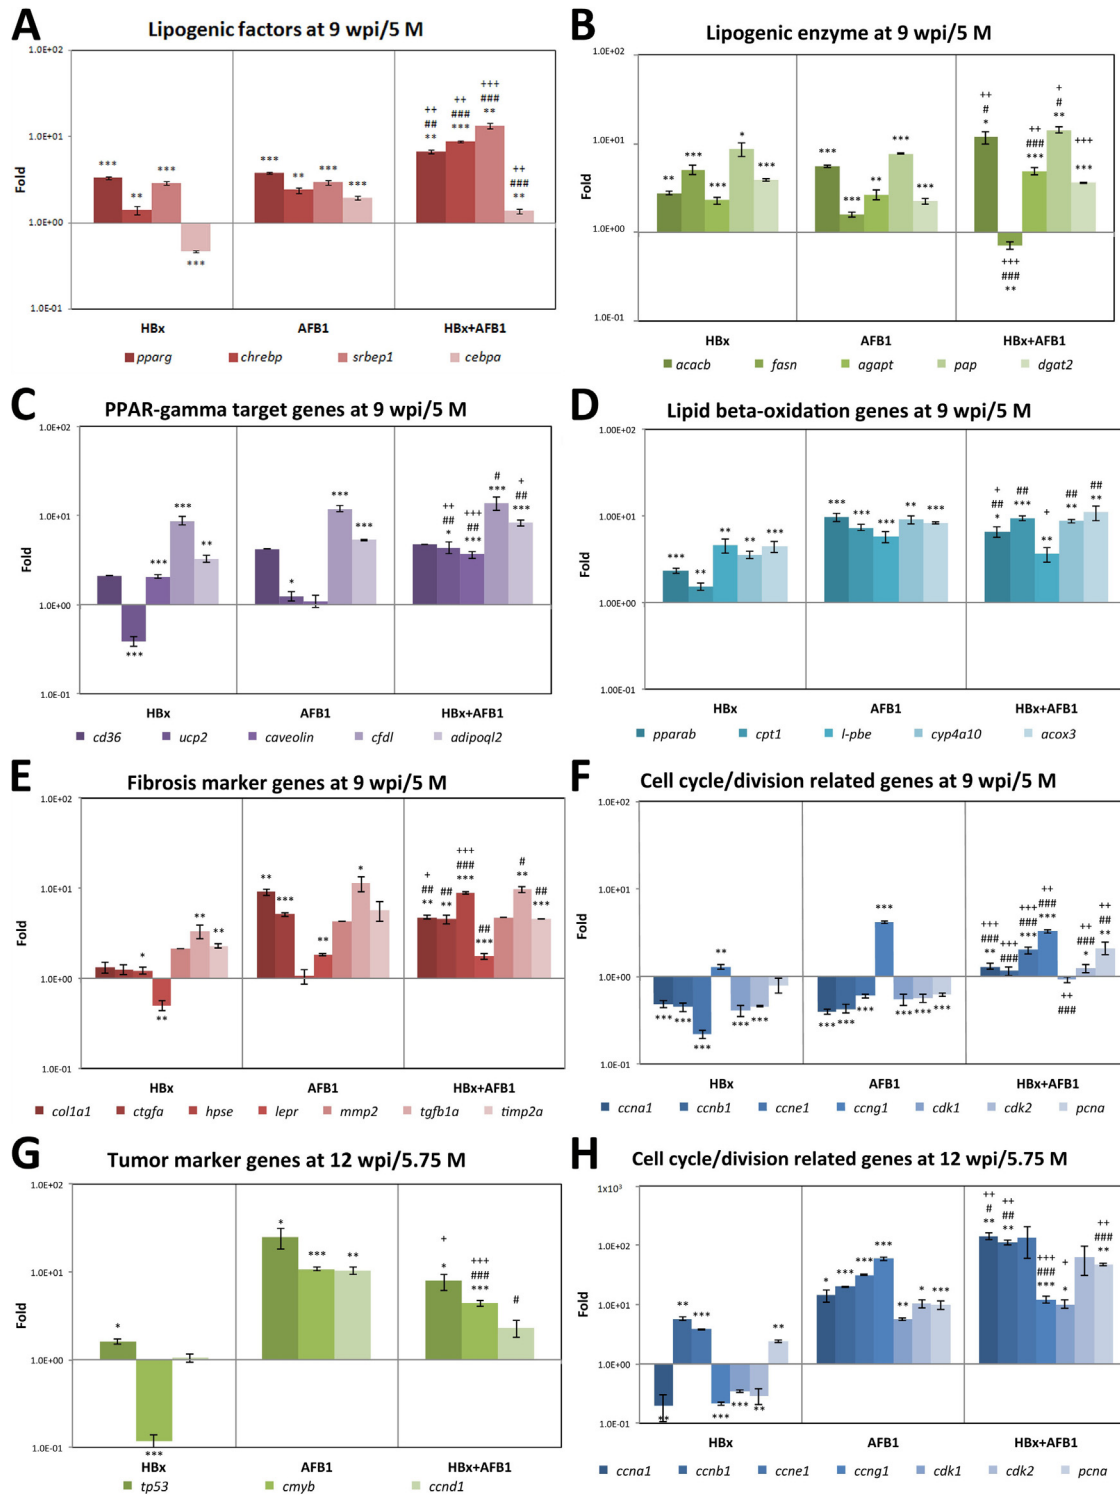 A
Lipogenic factors at 9 wpi/5 M
Fold
1.0E+02
1.0E+01
1.0E+00
1.0E-01
*** ** *** ***
*** ** *** ***
++ ## **
++ ### ***
+++ ### **
++ ### **
HBx AFB1 HBx+AFB1
pparg chrebp srbep1 cebpa
B
Lipogenic enzyme at 9 wpi/5 M
Fold
1.0E+02
1.0E+01
1.0E+00
1.0E-01
** *** *** * ***
*** *** ** *** ***
++ # *
+++ ### **
++ ### ***
+ # **
+++ ***
HBx AFB1 HBx+AFB1
acacb fasn agapt pap dgat2
C
PPAR-gamma target genes at 9 wpi/5 M
Fold
1.0E+02
1.0E+01
1.0E+00
1.0E-01
*** *** *** **
* *** ***
++ ## *
+++ ## ***
# ***
+ ## ***
HBx AFB1 HBx+AFB1
cd36 ucp2 caveolin cfdl adipoql2
D
Lipid beta-oxidation genes at 9 wpi/5 M
Fold
1.00E+02
1.00E+01
1.00E+00
1.00E-01
*** ** ** ** ***
*** *** *** ** ***
+ ## *
## ***
+
## **
## **
HBx AFB1 HBx+AFB1
pparab cpt1 l-pbe cyp4a10 acox3
E
Fibrosis marker genes at 9 wpi/5 M
Fold
1.0E+02
1.0E+01
1.0E+00
1.0E-01
* ** ** **
** *** ** *
+ ## **
## **
+++ ### ***
## ***
# **
## ***
HBx AFB1 HBx+AFB1
col1a1 ctgfa hpse lepr mmp2 tgfb1a timp2a
F
Cell cycle/division related genes at 9 wpi/5 M
Fold
1.0E+02
1.0E+01
1.0E+00
1.0E-01
*** *** *** ** *** ***
*** *** *** *** *** *** ***
+++ ### **
+++ ###
+++ ### ***
++ ### ***
++ ###
++ ### *
++ ## **
HBx AFB1 HBx+AFB1
ccna1 ccnb1 ccne1 ccng1 cdk1 cdk2 pcna
G
Tumor marker genes at 12 wpi/5.75 M
Fold
1.0E+02
1.0E+01
1.0E+00
1.0E-01
* ***
* *** **
+ *
+++ ### ***
#
HBx AFB1 HBx+AFB1
tp53 cmyb ccnd1
H
Cell cycle/division related genes at 12 wpi/5.75 M
Fold
1x10³
1.0E+02
1.0E+01
1.0E+00
1.0E-01
** ** *** *** *** ** **
* *** *** *** ** * ***
++ # **
++ ## **
+++ ### ***
+ *
++ ### **
HBx AFB1 HBx+AFB1
ccna1 ccnb1 ccne1 ccng1 cdk1 cdk2 pcna